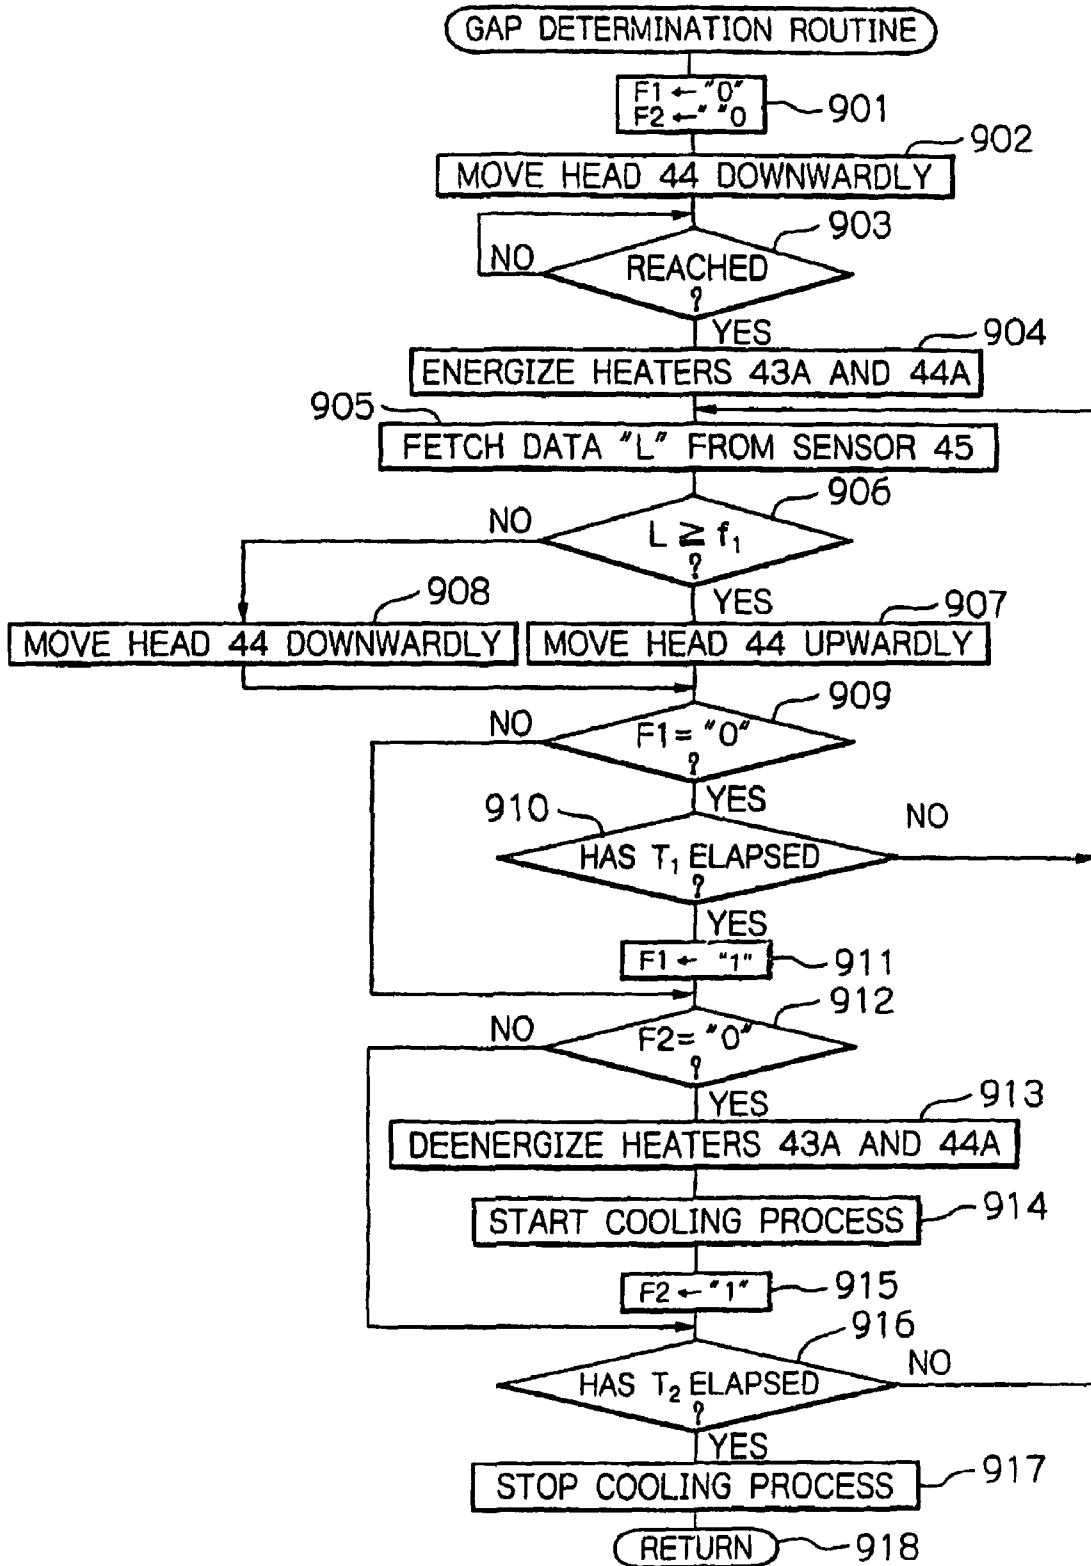 GAP DETERMINATION ROUTINE
F1 ← "0"
F2 ← " "0
901
902
MOVE HEAD 44 DOWNWARDLY
903
NO
REACHED
?
YES
904
ENERGIZE HEATERS 43A AND 44A
905
FETCH DATA "L" FROM SENSOR 45
906
NO
L ≧ f₁
?
YES
908
907
MOVE HEAD 44 DOWNWARDLY
MOVE HEAD 44 UPWARDLY
909
NO
F1 = "0"
?
YES
910
NO
HAS T₁ ELAPSED
?
YES
F1 ← "1"
911
912
NO
F2 = "0"
?
YES
913
DEENERGIZE HEATERS 43A AND 44A
START COOLING PROCESS
914
F2 ← "1"
915
916
NO
HAS T₂ ELAPSED
?
YES
STOP COOLING PROCESS
917
RETURN
918